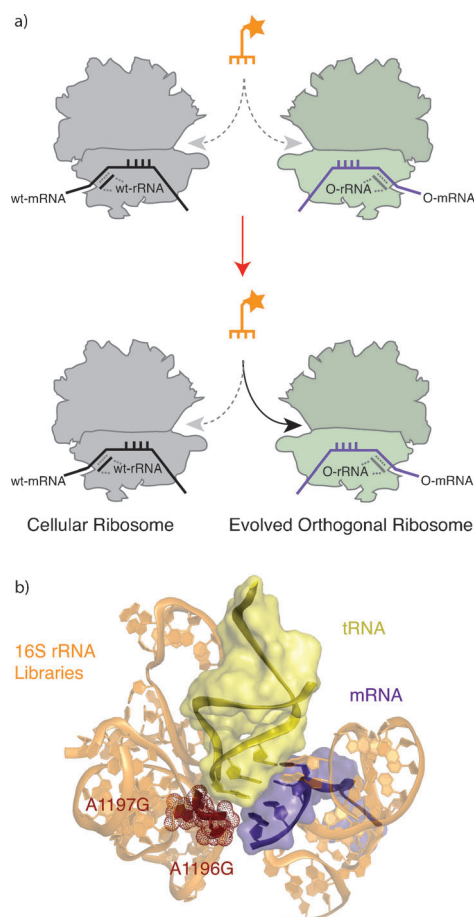 a)
wt-mRNA
wt-rRNA
O-rRNA
O-mRNA
wt-mRNA
wt-rRNA
O-rRNA
O-mRNA
Cellular Ribosome
Evolved Orthogonal Ribosome
b)
16S rRNA
Libraries
tRNA
mRNA
A1197G
A1196G